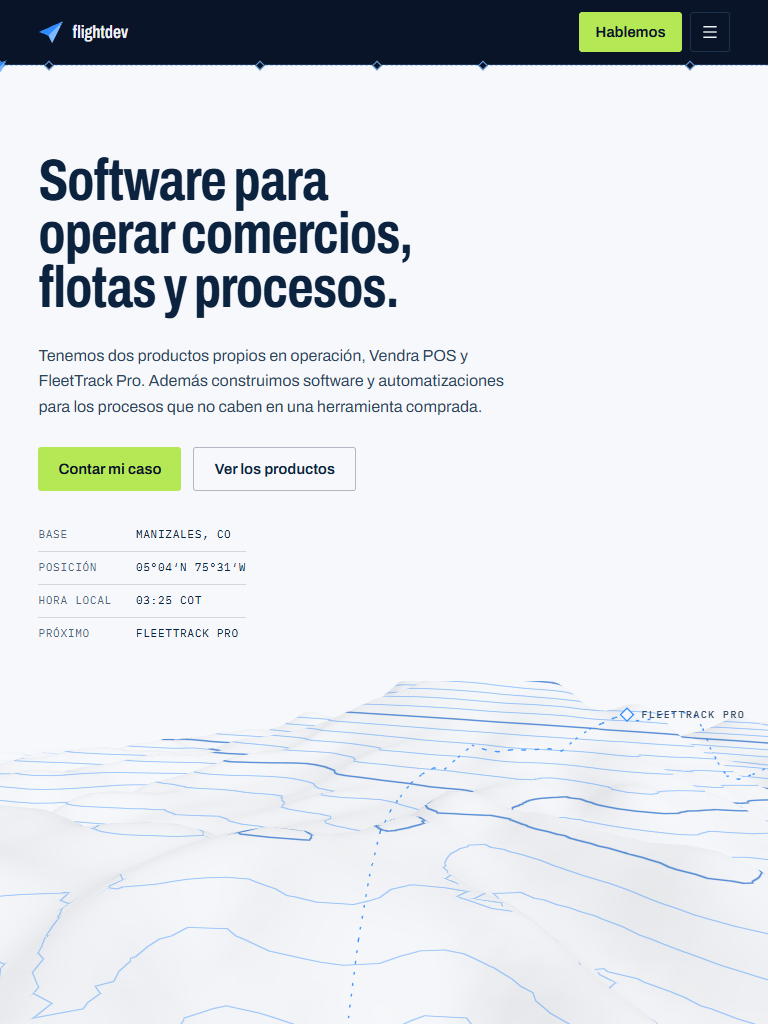 flightdev
Hablemos
Software para
operar comercios,
flotas y procesos.
Tenemos dos productos propios en operación, Vendra POS y
FleetTrack Pro. Además construimos software y automatizaciones
para los procesos que no caben en una herramienta comprada.
Contar mi caso
Ver los productos
BASE MANIZALES, CO
POSICIÓN 05°04′N 75°31′W
HORA LOCAL 03:25 COT
PRÓXIMO FLEETTRACK PRO
FLEETTRACK PRO